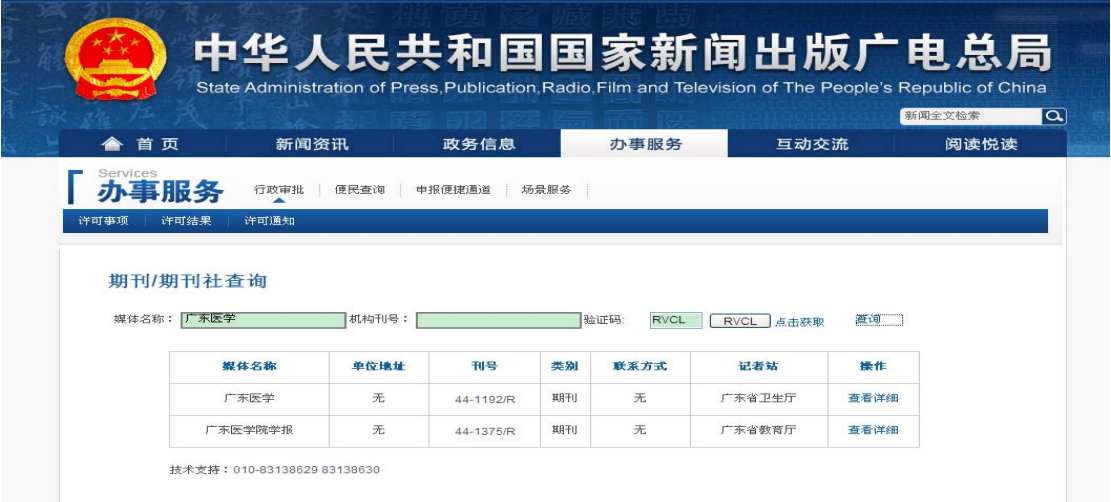 中华人民共和国国家新闻出版广电总局
State Administration of Press,Publication,Radio,Film and Television of The People's Republic of China
新闻全文检索
首页 新闻资讯 政务信息 办事服务 互动交流 阅读悦读
Services
办事服务 行政审批 便民查询 申报便捷通道 场景服务
许可事项 许可结果 许可通知
期刊/期刊社查询
媒体名称： 广东医学 机构刊号： 验证码: RVCL RVCL 点击获取 查询
媒体名称 单位地址 刊号 类别 联系方式 记者站 操作
广东医学 无 44-1192/R 期刊 无 广东省卫生厅 查看详细
广东医学院学报 无 44-1375/R 期刊 无 广东省教育厅 查看详细
技术支持：010-83138629 83138630